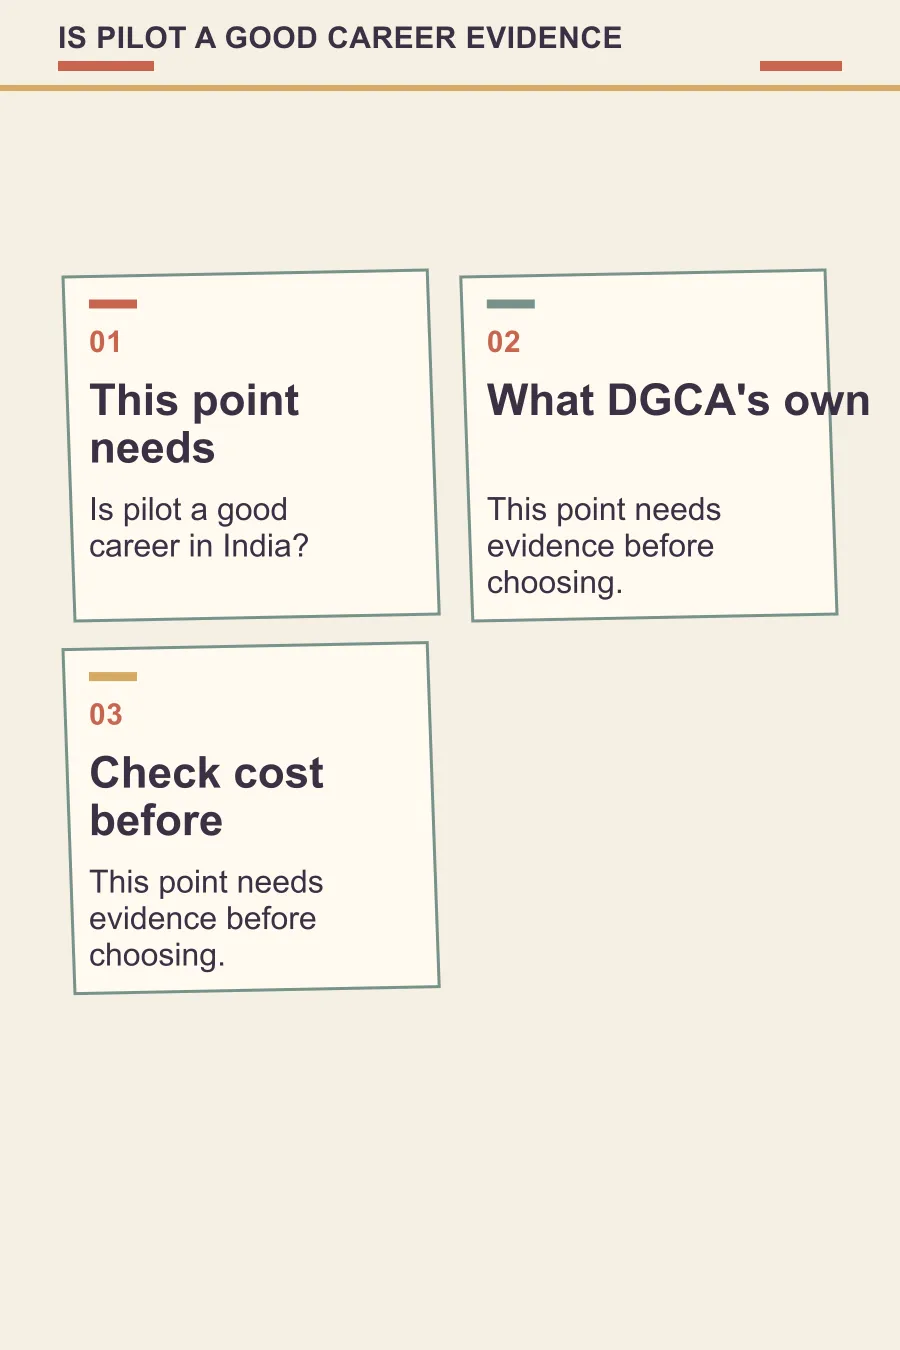 IS PILOT A GOOD CAREER EVIDENCE
01
This point
needs
Is pilot a good
career in India?
02
What DGCA's own
This point needs
evidence before
choosing.
03
Check cost
before
This point needs
evidence before
choosing.